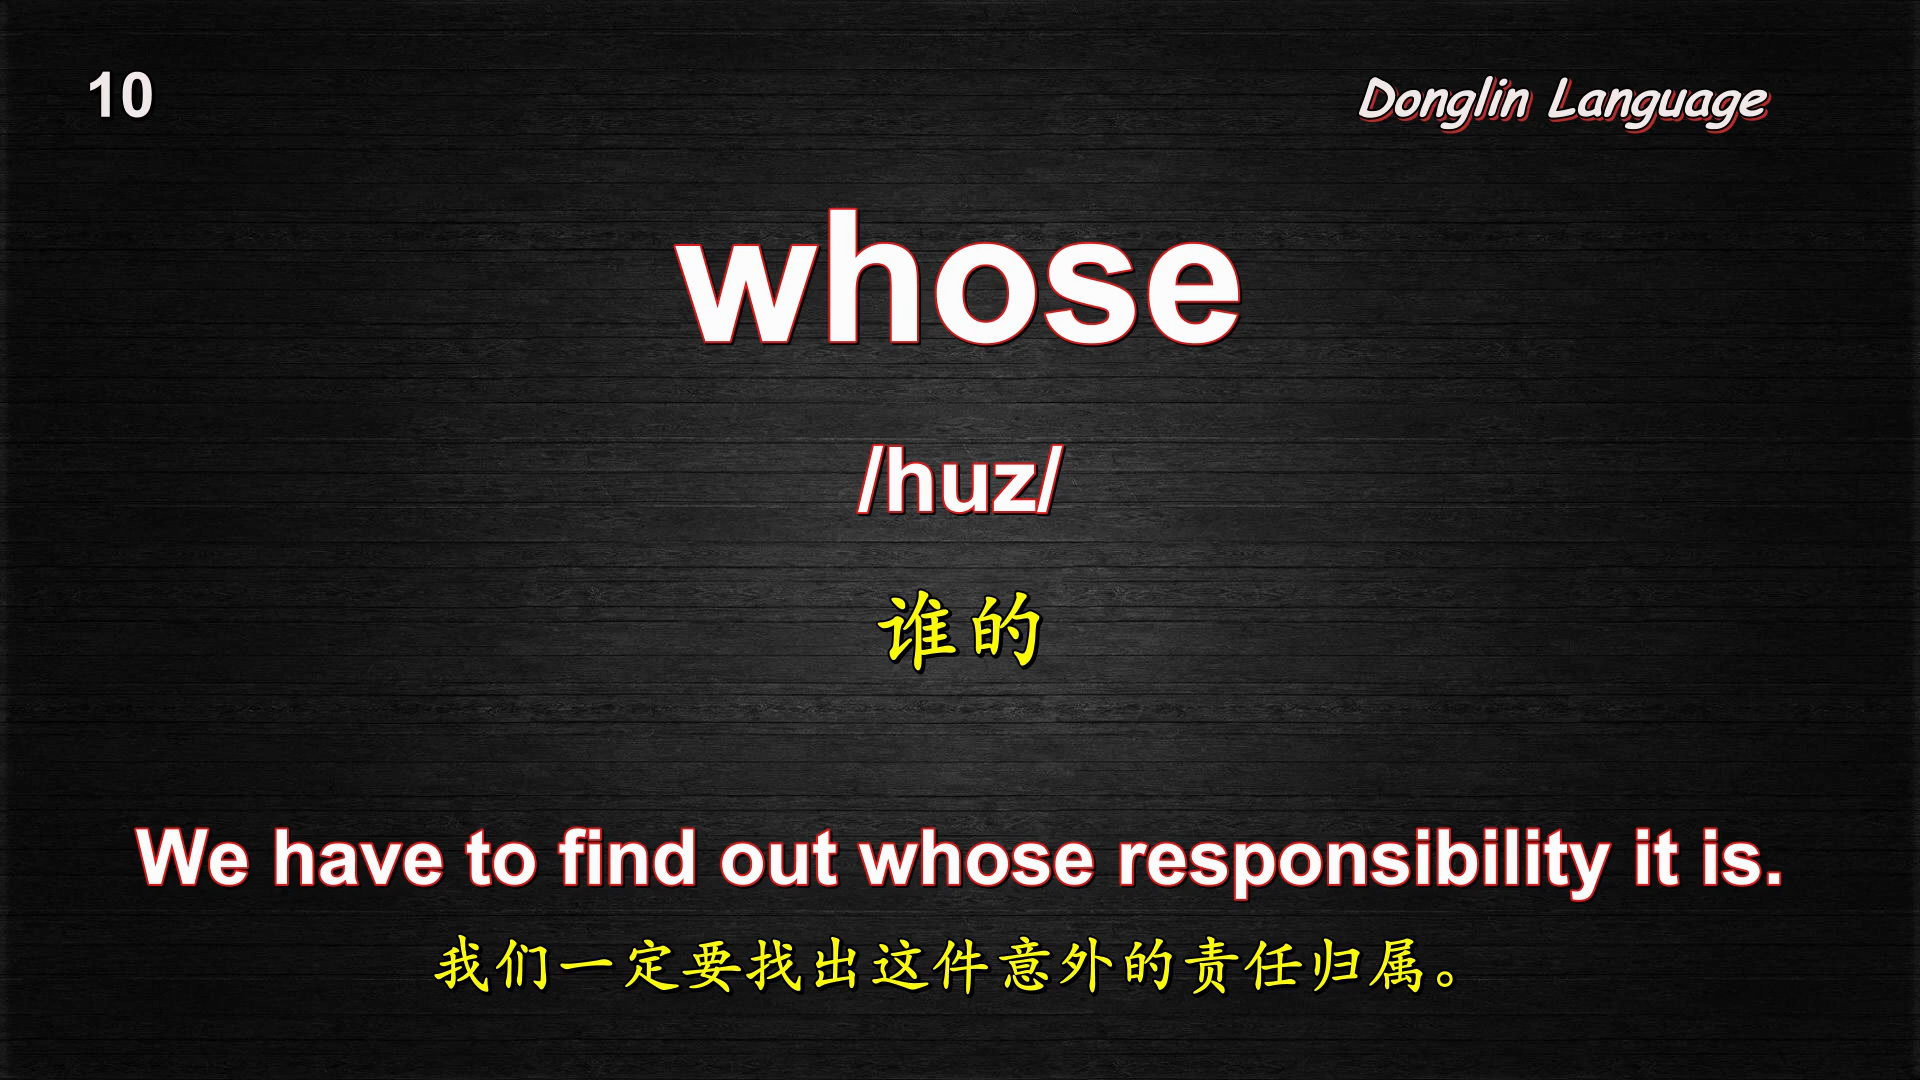 10
Donglin Language
whose
/huz/
谁的
We have to find out whose responsibility it is.
我们一定要找出这件意外的责任归属。